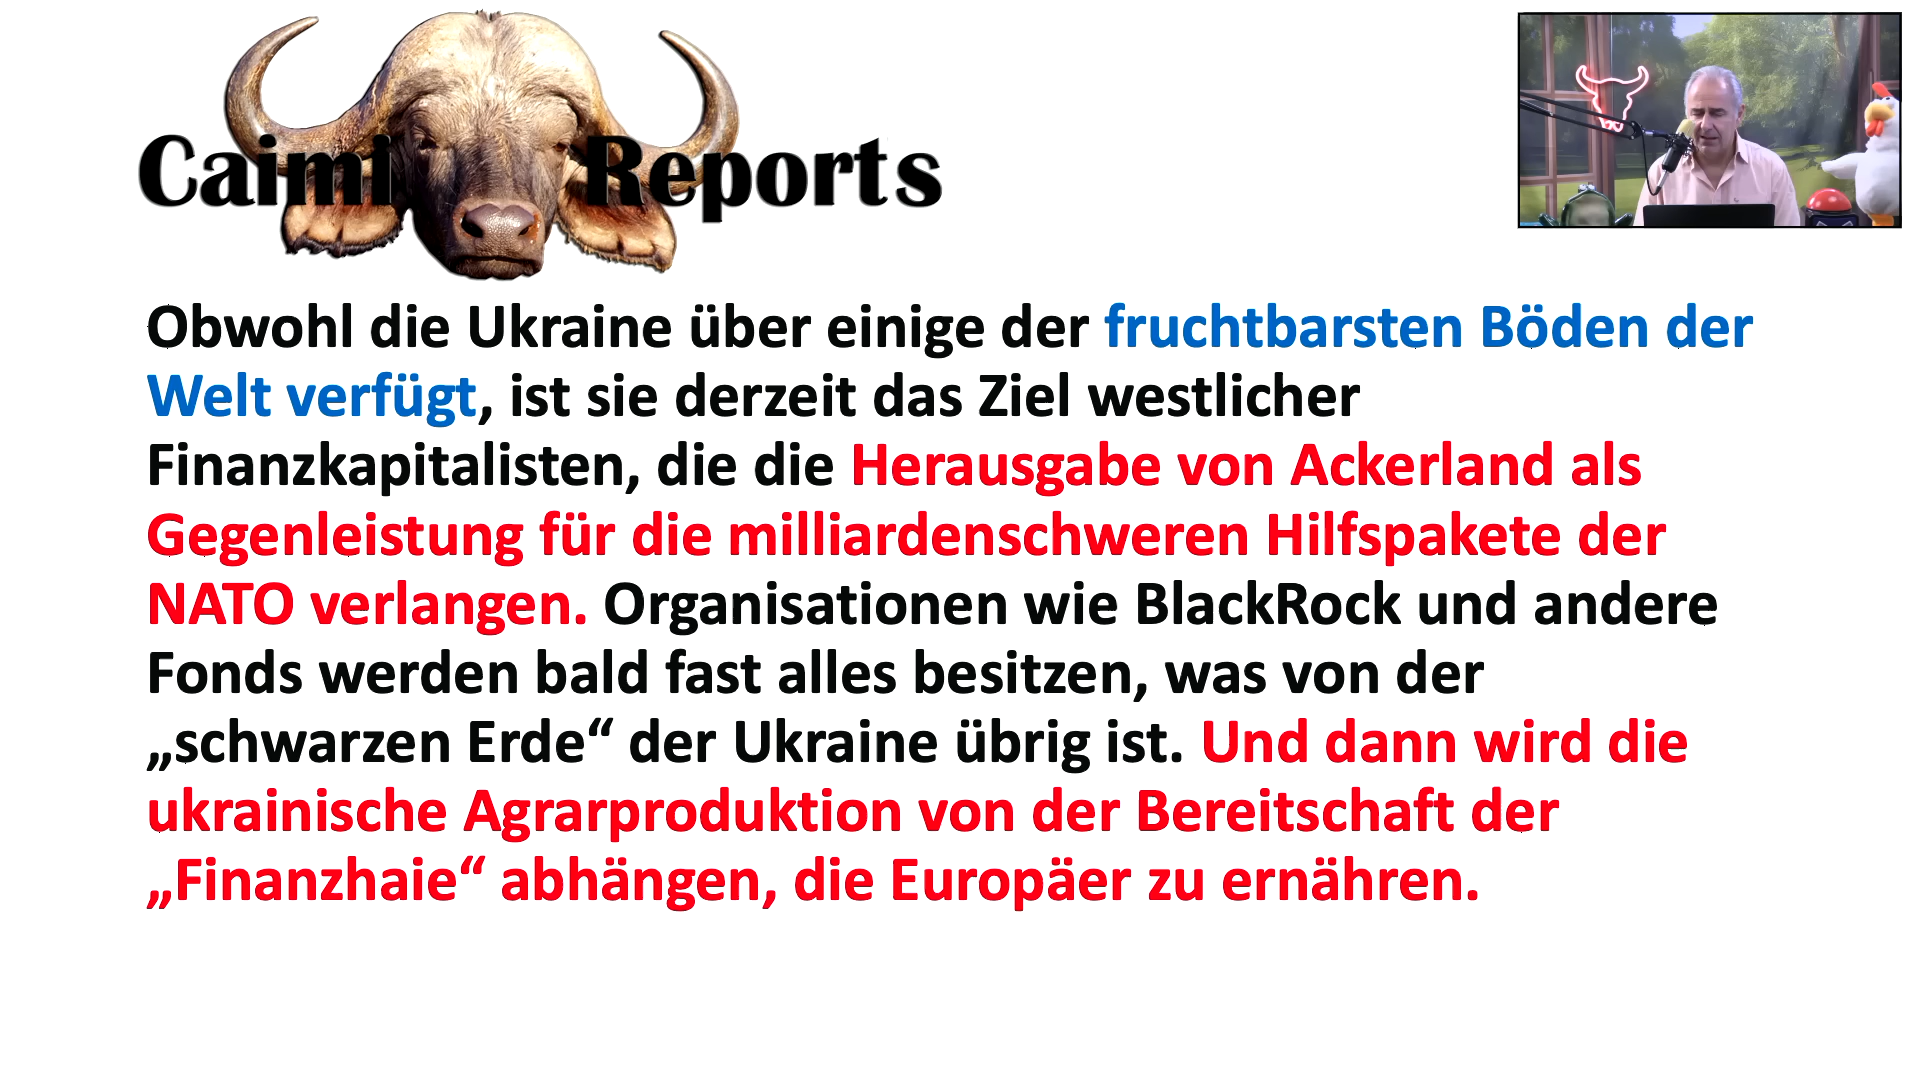 Caimi Reports
Obwohl die Ukraine über einige der fruchtbarsten Böden der
Welt verfügt, ist sie derzeit das Ziel westlicher
Finanzkapitalisten, die die Herausgabe von Ackerland als
Gegenleistung für die milliardenschweren Hilfspakete der
NATO verlangen. Organisationen wie BlackRock und andere
Fonds werden bald fast alles besitzen, was von der
„schwarzen Erde“ der Ukraine übrig ist. Und dann wird die
ukrainische Agrarproduktion von der Bereitschaft der
„Finanzhaie“ abhängen, die Europäer zu ernähren.